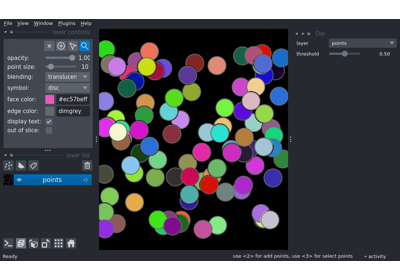 File View Window Plugins Help
layer controls
opacity: 1.00
point size: 10
blending: translucen
symbol: disc
face color: #ec57beff
edge color: dimgrey
display text:
out of slice:
layer list
points
layer points
threshold 0.50
Ready
use <2> for add points, use <3> for select points
activity